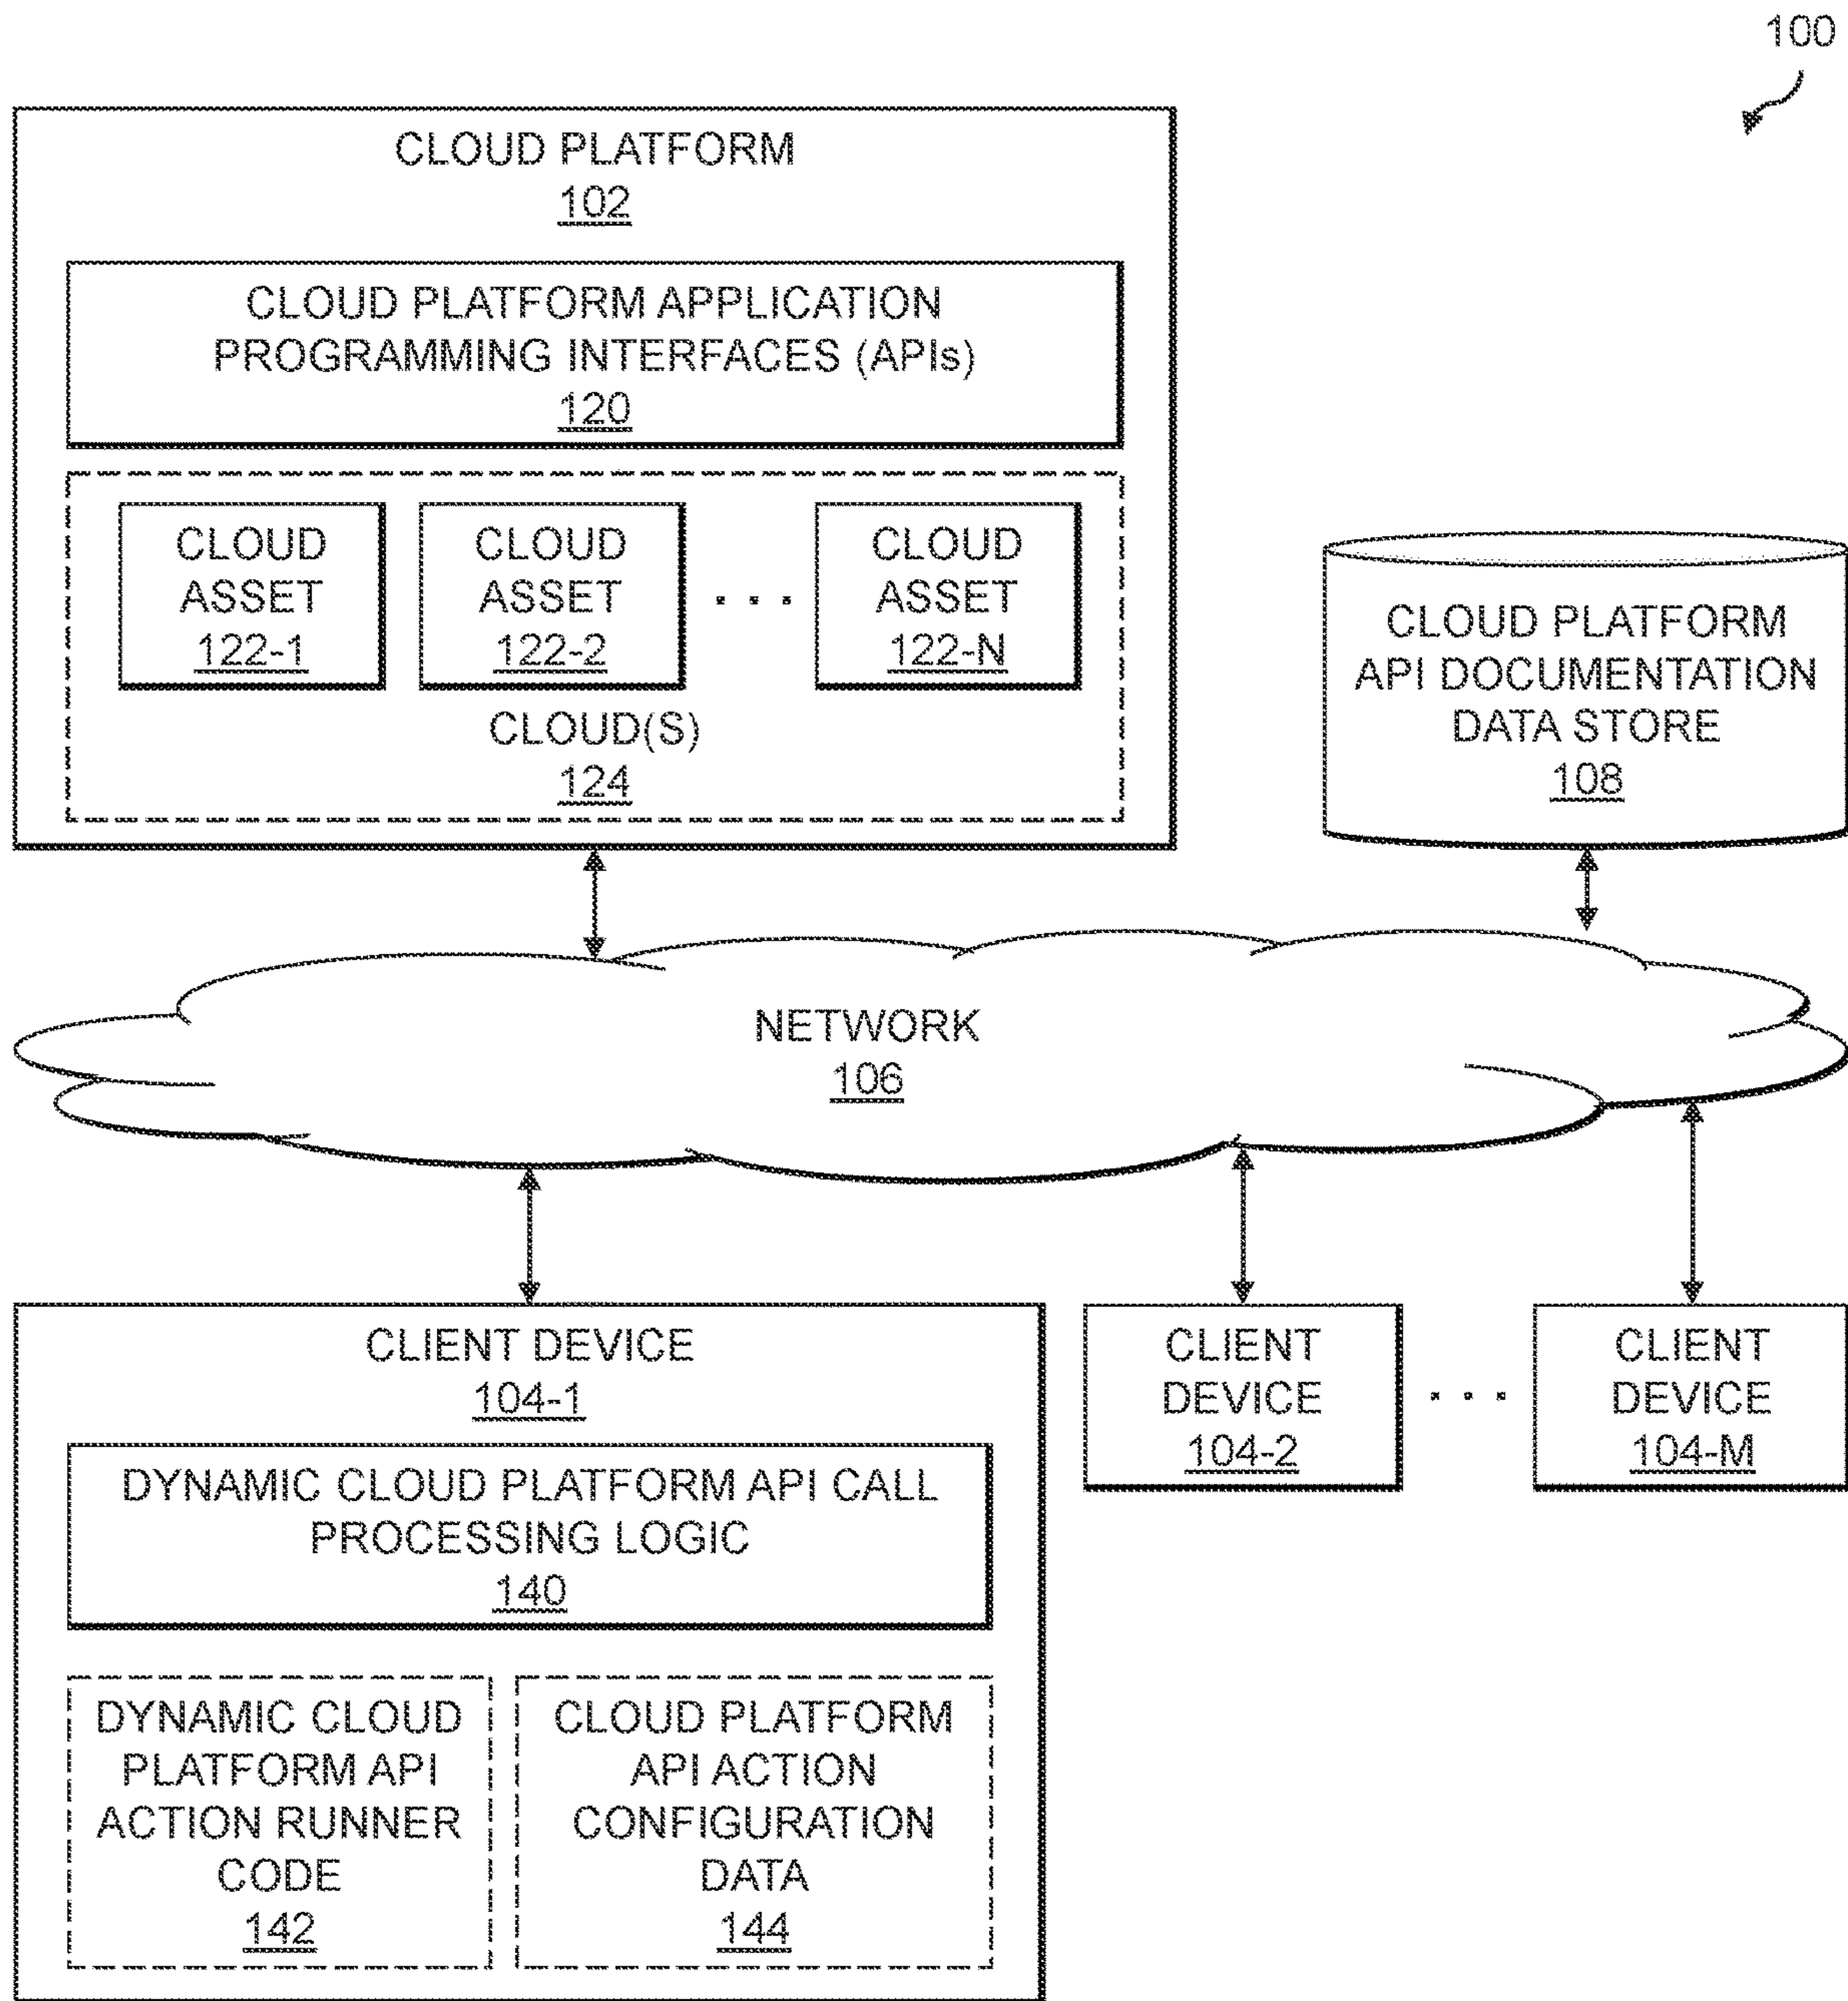 100
CLOUD PLATFORM
102
CLOUD PLATFORM APPLICATION
PROGRAMMING INTERFACES (APIs)
120
CLOUD
ASSET
122-1
CLOUD
ASSET
122-2
. . .
CLOUD
ASSET
122-N
CLOUD(S)
124
CLOUD PLATFORM
API DOCUMENTATION
DATA STORE
108
NETWORK
106
CLIENT DEVICE
104-1
DYNAMIC CLOUD PLATFORM API CALL
PROCESSING LOGIC
140
DYNAMIC CLOUD
PLATFORM API
ACTION RUNNER
CODE
142
CLOUD PLATFORM
API ACTION
CONFIGURATION
DATA
144
CLIENT
DEVICE
104-2
. . .
CLIENT
DEVICE
104-M